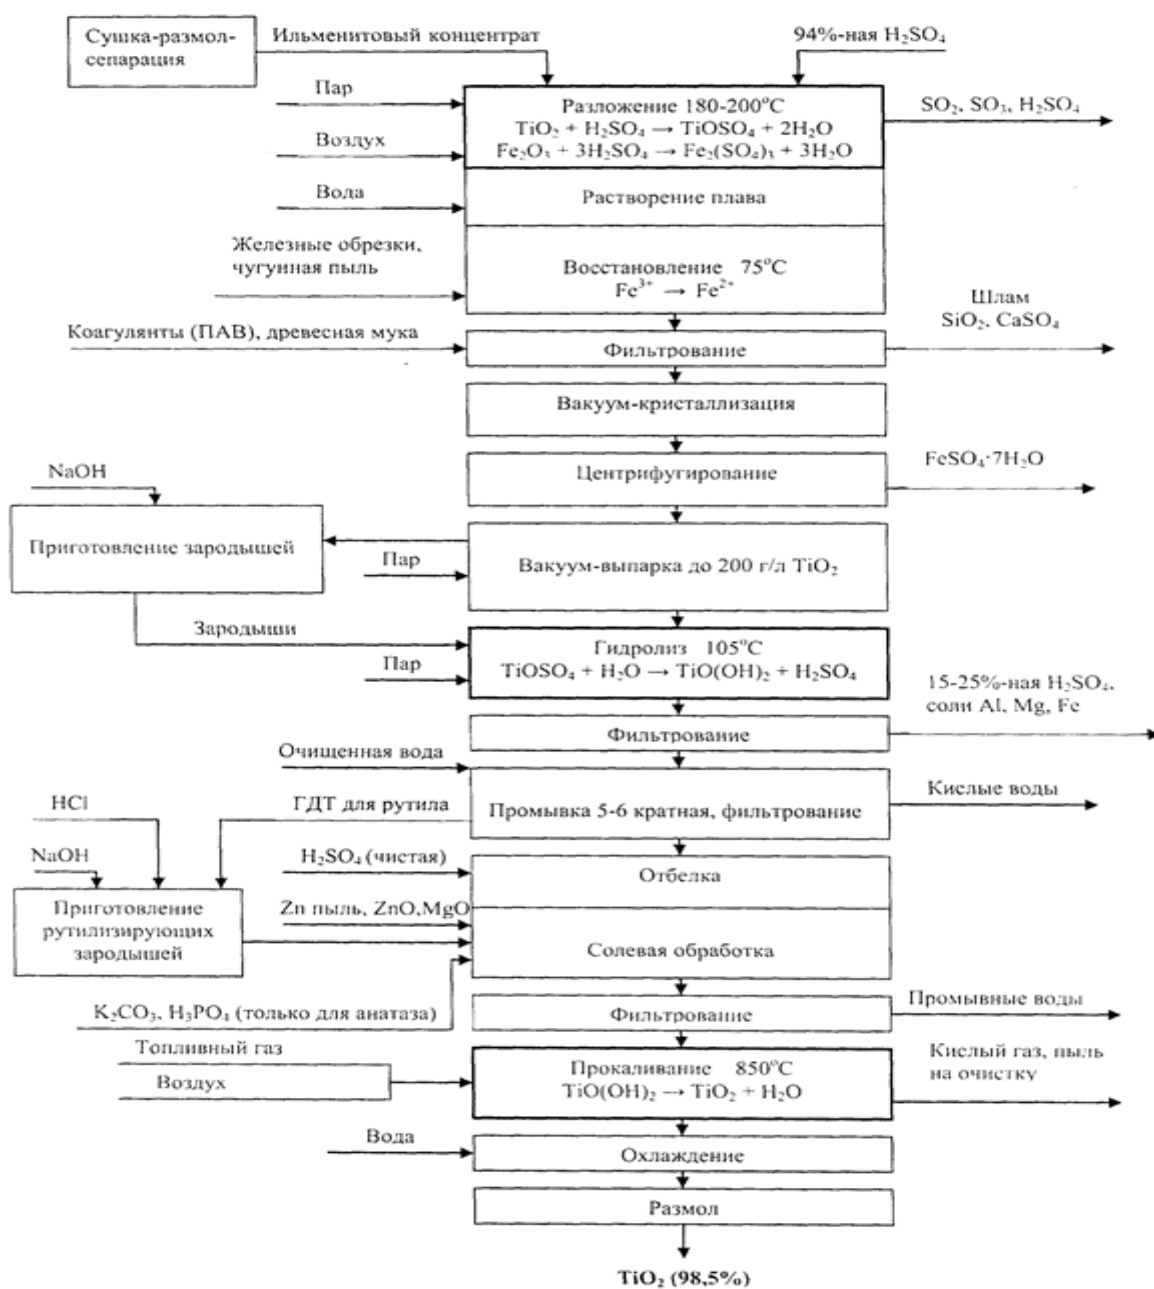 Сушка-размол-
сепарация
Ильменитовый концентрат
94%-ная H₂SO₄
Пар
Воздух
Разложение 180-200°С
TiO₂ + H₂SO₄ → TiOSO₄ + 2H₂O
Fe₂O₃ + 3H₂SO₄ → Fe₂(SO₄)₃ + 3H₂O
SO₂, SO₃, H₂SO₄
Вода
Растворение плава
Железные обрезки,
чугунная пыль
Восстановление 75°С
Fe³⁺ → Fe²⁺
Шлам
SiO₂, CaSO₄
Коагулянты (ПАВ), древесная мука
Фильтрование
Вакуум-кристаллизация
NaOH
Центрифугирование
FeSO₄·7H₂O
Приготовление зародышей
Пар
Вакуум-выпарка до 200 г/л TiO₂
Зародыши
Пар
Гидролиз 105°С
TiOSO₄ + H₂O → TiO(OH)₂ + H₂SO₄
15-25%-ная H₂SO₄,
соли Al, Mg, Fe
Фильтрование
Очищенная вода
HCl
ГДТ для рутила
Промывка 5-6 кратная, фильтрование
Кислые воды
NaOH
H₂SO₄ (чистая)
Отбелка
Приготовление
рутилизирующих
зародышей
Zn пыль, ZnO,MgO
Солевая обработка
K₂CO₃, H₃PO₄ (только для анатаза)
Фильтрование
Промывные воды
Топливный газ
Воздух
Прокаливание 850°С
TiO(OH)₂ → TiO₂ + H₂O
Кислый газ, пыль
на очистку
Вода
Охлаждение
Размол
TiO₂ (98,5%)